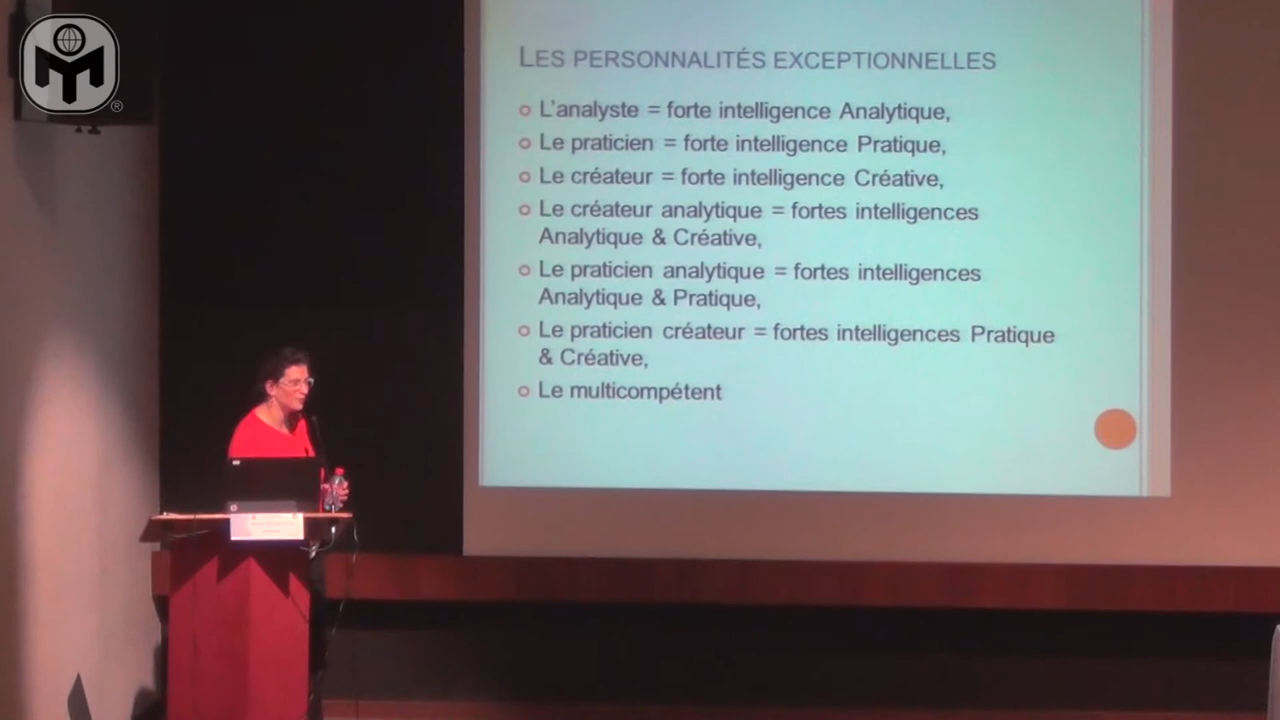 ®
LES PERSONNALITÉS EXCEPTIONNELLES
L'analyste = forte intelligence Analytique,
Le praticien = forte intelligence Pratique,
Le créateur = forte intelligence Créative,
Le créateur analytique = fortes intelligences
Analytique & Créative,
Le praticien analytique = fortes intelligences
Analytique & Pratique,
Le praticien créateur = fortes intelligences Pratique
& Créative,
Le multicompétent